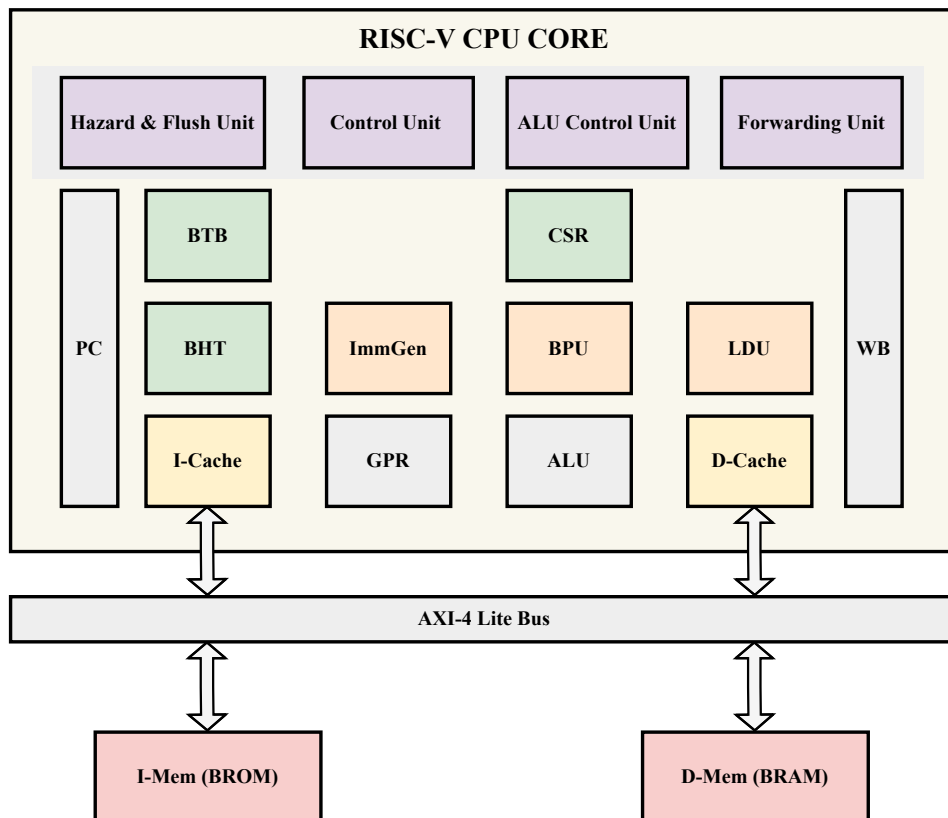 RISC-V CPU CORE
Hazard & Flush Unit
Control Unit
ALU Control Unit
Forwarding Unit
BTB
CSR
PC
BHT
ImmGen
BPU
LDU
WB
I-Cache
GPR
ALU
D-Cache
AXI-4 Lite Bus
I-Mem (BROM)
D-Mem (BRAM)